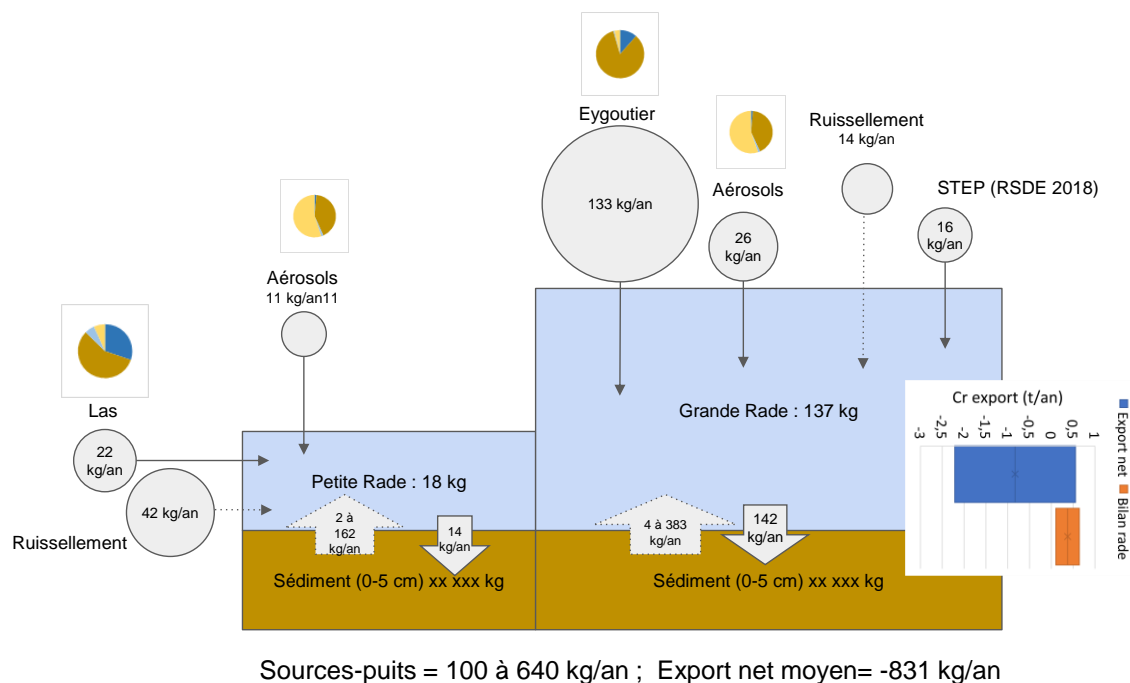 Eygoutier
133 kg/an
Aérosols
26
kg/an
Ruissellement
14 kg/an
STEP (RSDE 2018)
16
kg/an
Aérosols
11 kg/an11
Las
22
kg/an
42 kg/an
Ruissellement
Petite Rade : 18 kg
2 à
162
kg/an
14
kg/an
Grande Rade : 137 kg
4 à 383
kg/an
142
kg/an
Sédiment (0-5 cm) xx xxx kg
Sédiment (0-5 cm) xx xxx kg
Cr export (t/an)
-3
-2,5
-2
-1,5
-1
-0,5
0
0,5
1
Export net
Bilan rade
Sources-puits = 100 à 640 kg/an ; Export net moyen= -831 kg/an